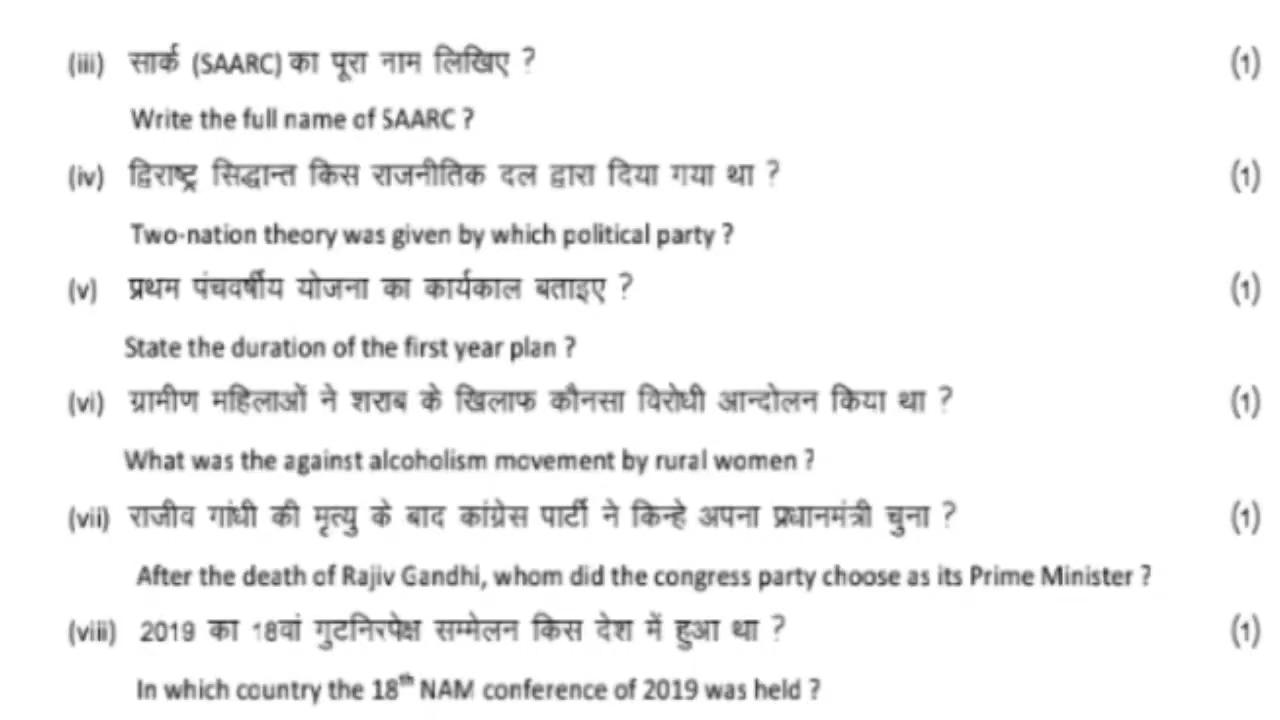 (iii) सार्क (SAARC) का पूरा नाम लिखिए ? (1)
Write the full name of SAARC ?
(iv) द्विराष्ट्र सिद्धान्त किस राजनीतिक दल द्वारा दिया गया था ? (1)
Two-nation theory was given by which political party ?
(v) प्रथम पंचवर्षीय योजना का कार्यकाल बताइए ? (1)
State the duration of the first year plan ?
(vi) ग्रामीण महिलाओं ने शराब के खिलाफ कौनसा विरोधी आन्दोलन किया था ? (1)
What was the against alcoholism movement by rural women ?
(vii) राजीव गांधी की मृत्यु के बाद कांग्रेस पार्टी ने किन्हे अपना प्रधानमंत्री चुना ? (1)
After the death of Rajiv Gandhi, whom did the congress party choose as its Prime Minister ?
(viii) 2019 का 18वां गुटनिरपेक्ष सम्मेलन किस देश में हुआ था ? (1)
In which country the 18th NAM conference of 2019 was held ?